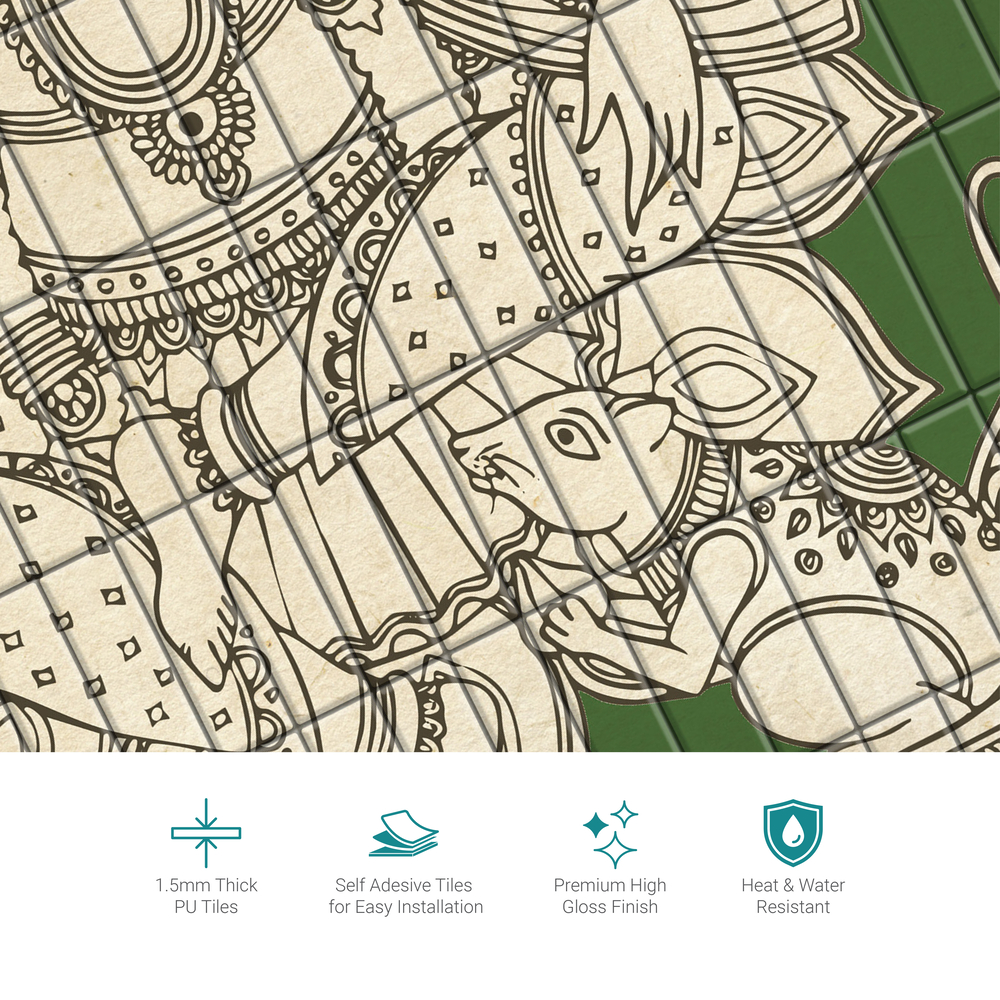 1.5mm Thick
PU Tiles
Self Adesive Tiles
for Easy Installation
Premium High
Gloss Finish
Heat & Water
Resistant